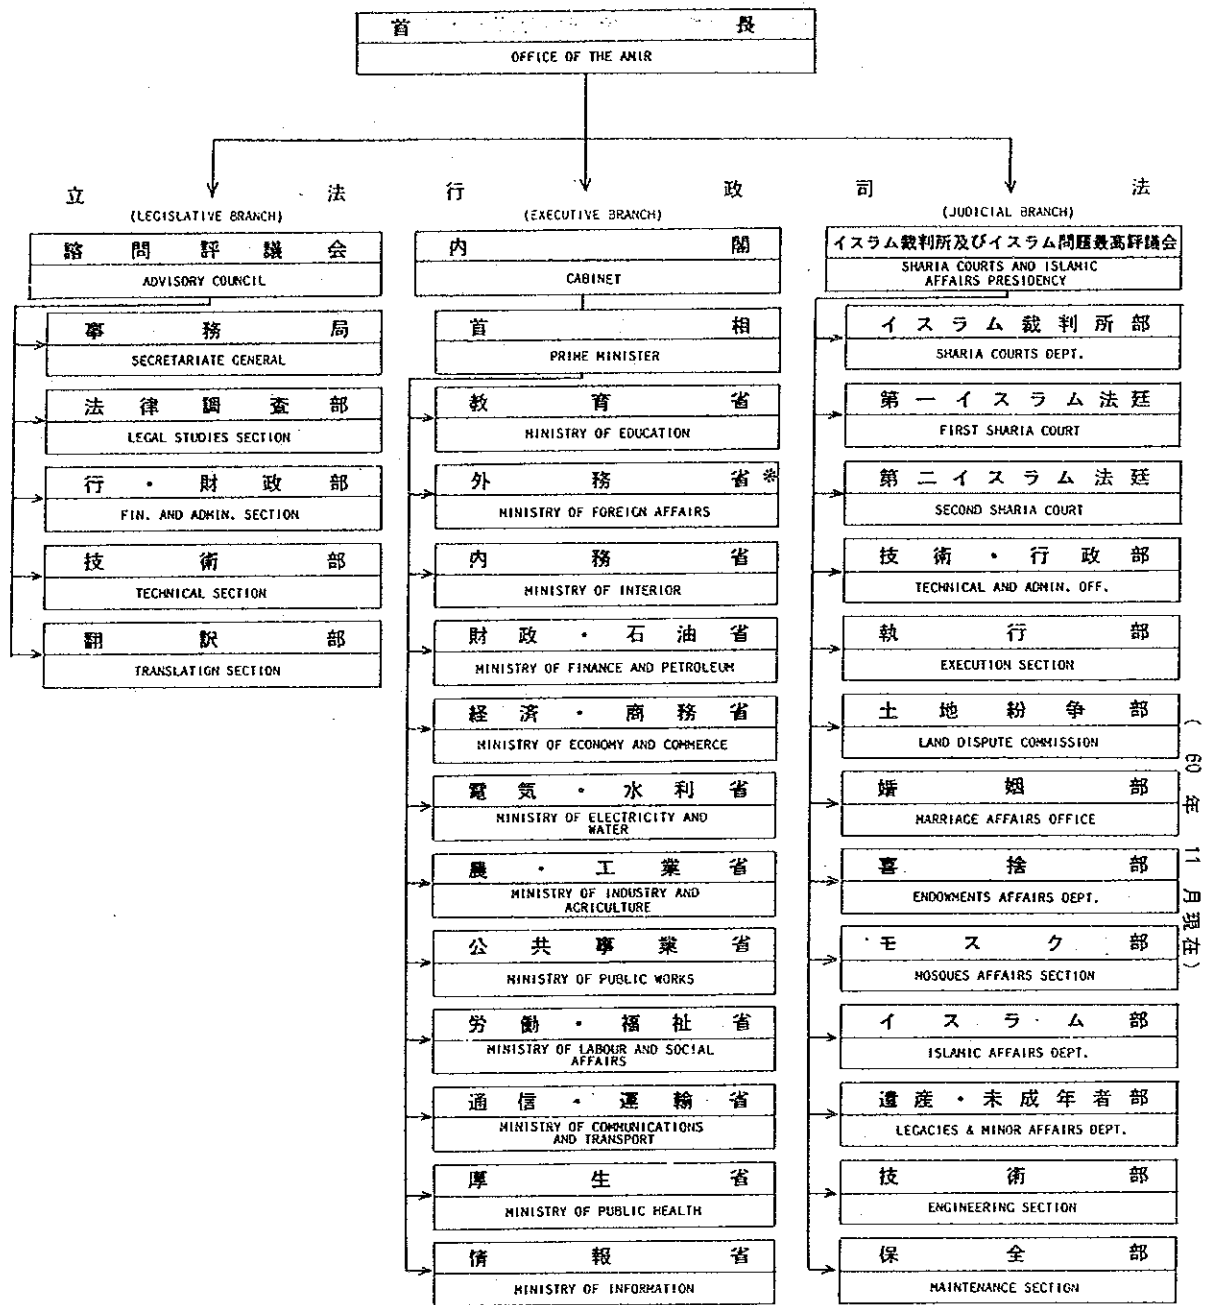 首長
OFFICE OF THE AMIR
立法
(LEGISLATIVE BRANCH)
諮問評議会
ADVISORY COUNCIL
事務局
SECRETARIATE GENERAL
法律調査部
LEGAL STUDIES SECTION
行・財政部
FIN. AND ADMIN. SECTION
技術部
TECHNICAL SECTION
翻訳部
TRANSLATION SECTION
行政
(EXECUTIVE BRANCH)
内閣
CABINET
首相
PRIME MINISTER
教育省
MINISTRY OF EDUCATION
外務省*
MINISTRY OF FOREIGN AFFAIRS
内務省
MINISTRY OF INTERIOR
財政・石油省
MINISTRY OF FINANCE AND PETROLEUM
経済・商務省
MINISTRY OF ECONOMY AND COMMERCE
電気・水利省
MINISTRY OF ELECTRICITY AND
WATER
農・工業省
MINISTRY OF INDUSTRY AND
AGRICULTURE
公共事業省
MINISTRY OF PUBLIC WORKS
労働・福祉省
MINISTRY OF LABOUR AND SOCIAL
AFFAIRS
通信・運輸省
MINISTRY OF COMMUNICATIONS
AND TRANSPORT
厚生省
MINISTRY OF PUBLIC HEALTH
情報省
MINISTRY OF INFORMATION
司法
(JUDICIAL BRANCH)
イスラム裁判所及びイスラム問題最高評議会
SHARIA COURTS AND ISLAMIC
AFFAIRS PRESIDENCY
イスラム裁判所部
SHARIA COURTS DEPT.
第一イスラム法廷
FIRST SHARIA COURT
第二イスラム法廷
SECOND SHARIA COURT
技術・行政部
TECHNICAL AND ADMIN. OFF.
執行部
EXECUTION SECTION
土地紛争部
LAND DISPUTE COMMISSION
婚姻部
MARRIAGE AFFAIRS OFFICE
喜捨部
ENDOWMENTS AFFAIRS DEPT.
モスク部
MOSQUES AFFAIRS SECTION
イスラム部
ISLAMIC AFFAIRS DEPT.
遺産・未成年者部
LEGACIES & MINOR AFFAIRS DEPT.
技術部
ENGINEERING SECTION
保全部
MAINTENANCE SECTION
(60年11月現在)